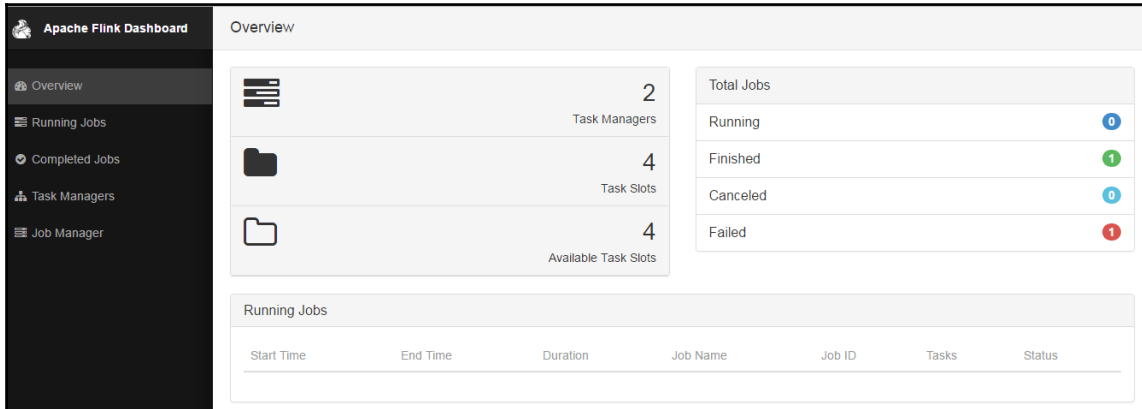 Apache Flink Dashboard
Overview
Overview
Running Jobs
Completed Jobs
Task Managers
Job Manager
2
Task Managers
4
Task Slots
4
Available Task Slots
Total Jobs
Running 0
Finished 1
Canceled 0
Failed 1
Running Jobs
Start Time End Time Duration Job Name Job ID Tasks Status